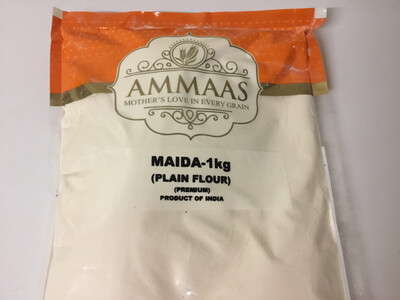 AMMAAS
MOTHER'S LOVE IN EVERY GRAIN
MAIDA-1kg
(PLAIN FLOUR)
(PREMIUM)
PRODUCT OF INDIA